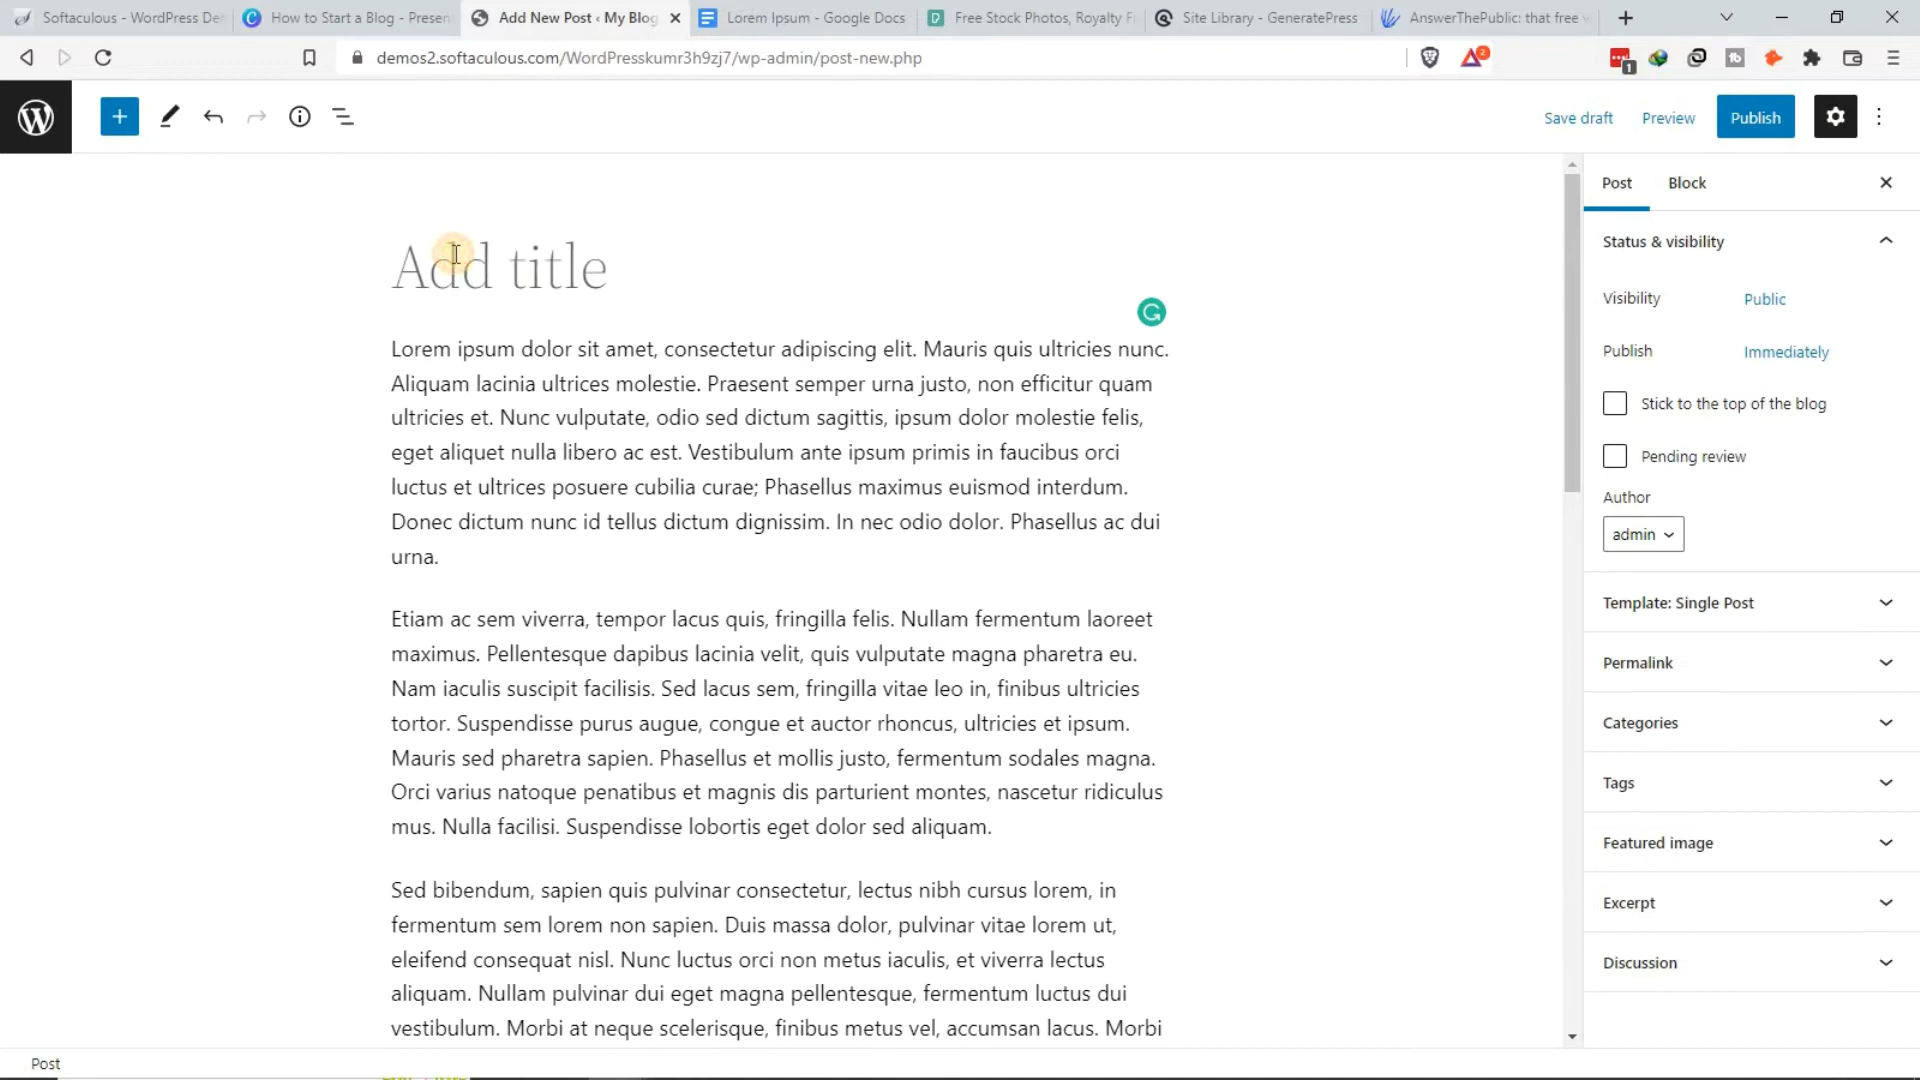 Softaculous - WordPress De
How to Start a Blog - Present
Add New Post ‹ My Blog
Lorem Ipsum - Google Docs
Free Stock Photos, Royalty F
Site Library - GeneratePress
AnswerThePublic: that free v
demos2.softaculous.com/WordPresskumr3h9zj7/wp-admin/post-new.php
2
1
Save draft
Preview
Publish
Post
Block
Add title
Status & visibility
Visibility
Public
Publish
Immediately
Stick to the top of the blog
Pending review
Author
admin
Template: Single Post
Permalink
Categories
Tags
Featured image
Excerpt
Discussion
Lorem ipsum dolor sit amet, consectetur adipiscing elit. Mauris quis ultricies nunc.
Aliquam lacinia ultrices molestie. Praesent semper urna justo, non efficitur quam
ultricies et. Nunc vulputate, odio sed dictum sagittis, ipsum dolor molestie felis,
eget aliquet nulla libero ac est. Vestibulum ante ipsum primis in faucibus orci
luctus et ultrices posuere cubilia curae; Phasellus maximus euismod interdum.
Donec dictum nunc id tellus dictum dignissim. In nec odio dolor. Phasellus ac dui
urna.
Etiam ac sem viverra, tempor lacus quis, fringilla felis. Nullam fermentum laoreet
maximus. Pellentesque dapibus lacinia velit, quis vulputate magna pharetra eu.
Nam iaculis suscipit facilisis. Sed lacus sem, fringilla vitae leo in, finibus ultricies
tortor. Suspendisse purus augue, congue et auctor rhoncus, ultricies et ipsum.
Mauris sed pharetra sapien. Phasellus et mollis justo, fermentum sodales magna.
Orci varius natoque penatibus et magnis dis parturient montes, nascetur ridiculus
mus. Nulla facilisi. Suspendisse lobortis eget dolor sed aliquam.
Sed bibendum, sapien quis pulvinar consectetur, lectus nibh cursus lorem, in
fermentum sem lorem non sapien. Duis massa dolor, pulvinar vitae lorem ut,
eleifend consequat nisl. Nunc luctus orci non metus iaculis, et viverra lectus
aliquam. Nullam pulvinar dui eget magna pellentesque, fermentum luctus dui
vestibulum. Morbi at neque scelerisque, finibus metus vel, accumsan lacus. Morbi
Post